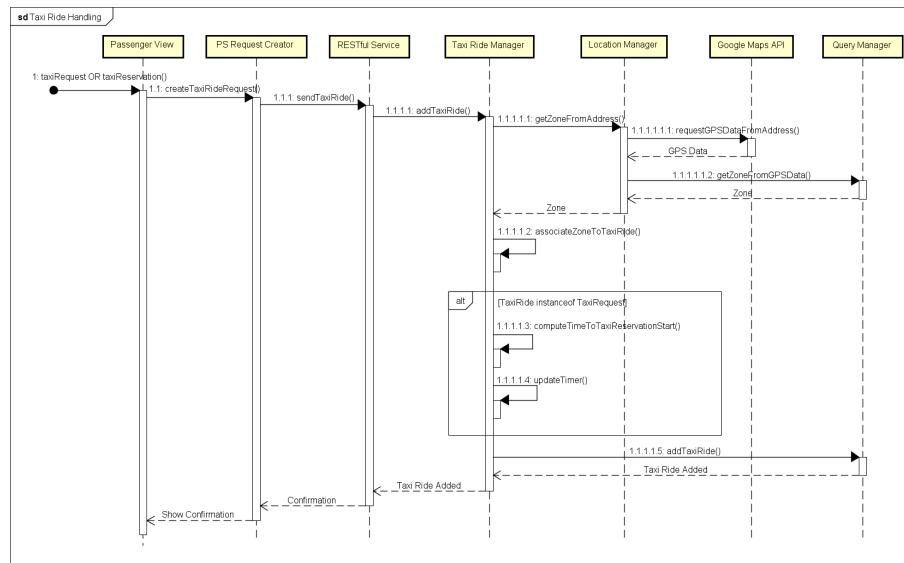 sd Taxi Ride Handling
Passenger View
PS Request Creator
RESTful Service
Taxi Ride Manager
Location Manager
Google Maps API
Query Manager
1: taxiRequest OR taxiReservation()
1.1: createTaxiRideRequest()
1.1.1: sendTaxiRide()
1.1.1.1: addTaxiRide()
1.1.1.1.1: getZoneFromAddress()
1.1.1.1.1.1: requestGPSDataFromAddress()
GPS Data
1.1.1.1.1.2: getZoneFromGPSData()
Zone
Zone
1.1.1.1.2: associateZoneToTaxiRide()
alt
[TaxiRide instanceof TaxiRequest]
1.1.1.1.3: computeTimeToTaxiReservationStart()
1.1.1.1.4: updateTimer()
1.1.1.1.5: addTaxiRide()
Taxi Ride Added
Taxi Ride Added
Confirmation
Show Confirmation